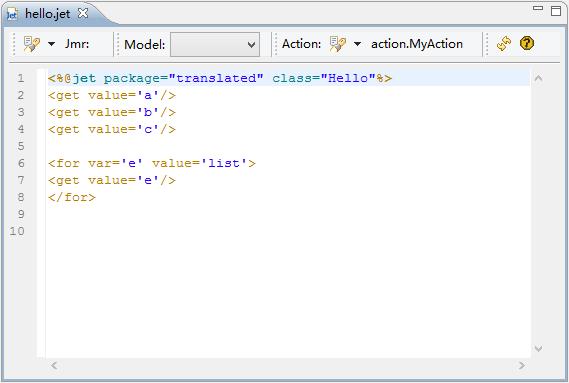 hello.jet
Jmr: Model: Action: action.MyAction
1 <%@jet package="translated" class="Hello"%>
2 <get value='a'/>
3 <get value='b'/>
4 <get value='c'/>
5
6 <for var='e' value='list'>
7 <get value='e'/>
8 </for>
9
10